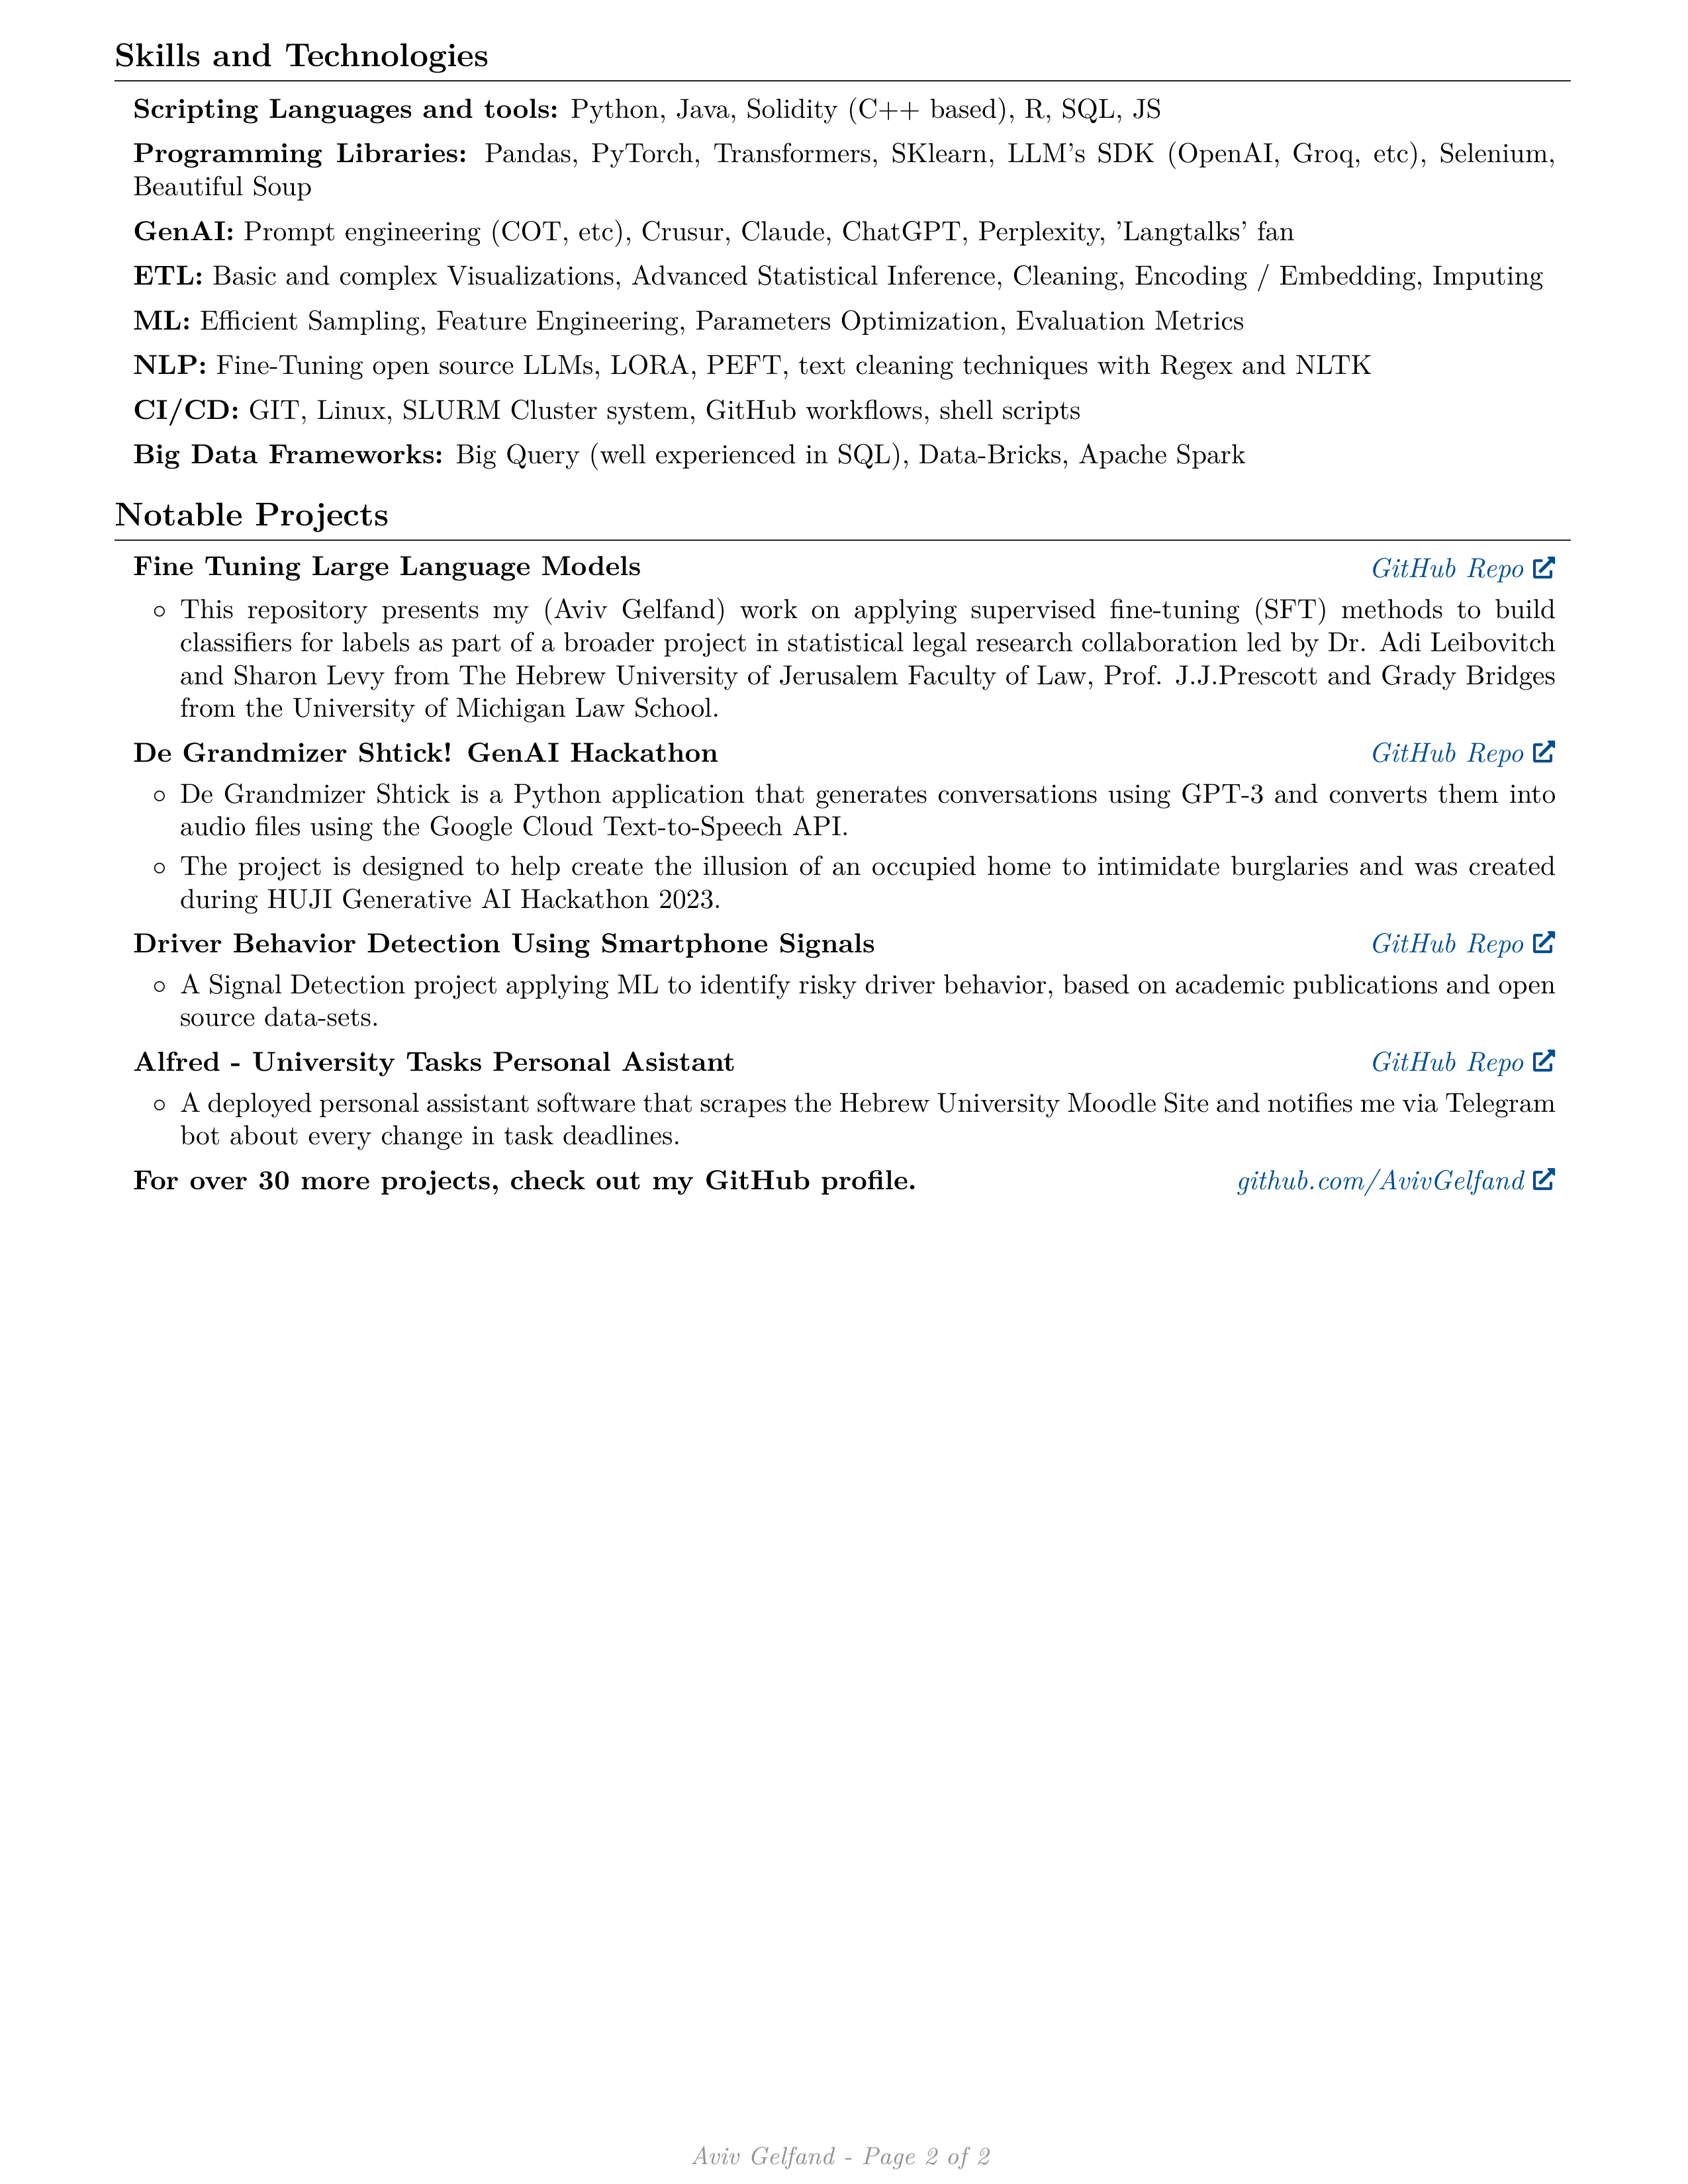 Skills and Technologies
Scripting Languages and tools: Python, Java, Solidity (C++ based), R, SQL, JS
Programming Libraries: Pandas, PyTorch, Transformers, SKlearn, LLM's SDK (OpenAI, Groq, etc), Selenium,
Beautiful Soup
GenAI: Prompt engineering (COT, etc), Crusur, Claude, ChatGPT, Perplexity, 'Langtalks' fan
ETL: Basic and complex Visualizations, Advanced Statistical Inference, Cleaning, Encoding / Embedding, Imputing
ML: Efficient Sampling, Feature Engineering, Parameters Optimization, Evaluation Metrics
NLP: Fine-Tuning open source LLMs, LORA, PEFT, text cleaning techniques with Regex and NLTK
CI/CD: GIT, Linux, SLURM Cluster system, GitHub workflows, shell scripts
Big Data Frameworks: Big Query (well experienced in SQL), Data-Bricks, Apache Spark
Notable Projects
Fine Tuning Large Language Models GitHub Repo
○ This repository presents my (Aviv Gelfand) work on applying supervised fine-tuning (SFT) methods to build
classifiers for labels as part of a broader project in statistical legal research collaboration led by Dr. Adi Leibovitch
and Sharon Levy from The Hebrew University of Jerusalem Faculty of Law, Prof. J.J.Prescott and Grady Bridges
from the University of Michigan Law School.
De Grandmizer Shtick! GenAI Hackathon GitHub Repo
○ De Grandmizer Shtick is a Python application that generates conversations using GPT-3 and converts them into
audio files using the Google Cloud Text-to-Speech API.
○ The project is designed to help create the illusion of an occupied home to intimidate burglaries and was created
during HUJI Generative AI Hackathon 2023.
Driver Behavior Detection Using Smartphone Signals GitHub Repo
○ A Signal Detection project applying ML to identify risky driver behavior, based on academic publications and open
source data-sets.
Alfred - University Tasks Personal Asistant GitHub Repo
○ A deployed personal assistant software that scrapes the Hebrew University Moodle Site and notifies me via Telegram
bot about every change in task deadlines.
For over 30 more projects, check out my GitHub profile. github.com/AvivGelfand
Aviv Gelfand - Page 2 of 2